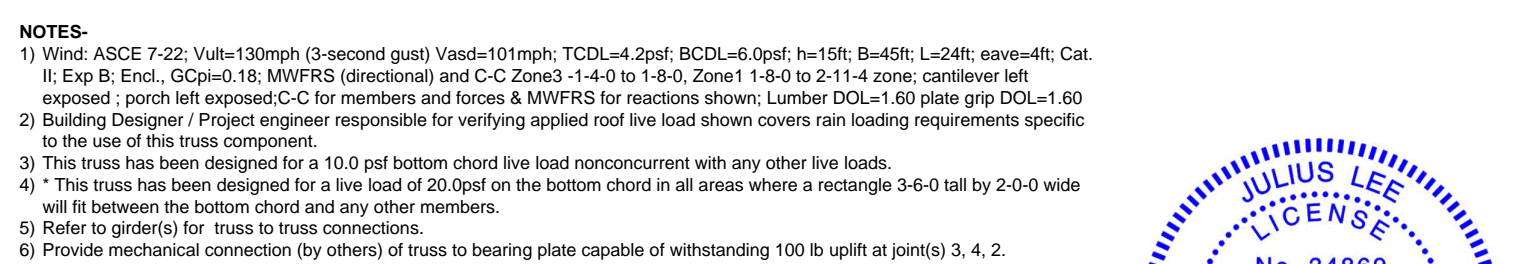 NOTES-
1) Wind: ASCE 7-22; Vult=130mph (3-second gust) Vasd=101mph; TCDL=4.2psf; BCDL=6.0psf; h=15ft; B=45ft; L=24ft; eave=4ft; Cat.
II; Exp B; Encl., GCpi=0.18; MWFRS (directional) and C-C Zone3 -1-4-0 to 1-8-0, Zone1 1-8-0 to 2-11-4 zone; cantilever left
exposed ; porch left exposed;C-C for members and forces & MWFRS for reactions shown; Lumber DOL=1.60 plate grip DOL=1.60
2) Building Designer / Project engineer responsible for verifying applied roof live load shown covers rain loading requirements specific
to the use of this truss component.
3) This truss has been designed for a 10.0 psf bottom chord live load nonconcurrent with any other live loads.
4) * This truss has been designed for a live load of 20.0psf on the bottom chord in all areas where a rectangle 3-6-0 tall by 2-0-0 wide
will fit between the bottom chord and any other members.
5) Refer to girder(s) for truss to truss connections.
6) Provide mechanical connection (by others) of truss to bearing plate capable of withstanding 100 lb uplift at joint(s) 3, 4, 2.
JULIUS LEE
LICENSE
No